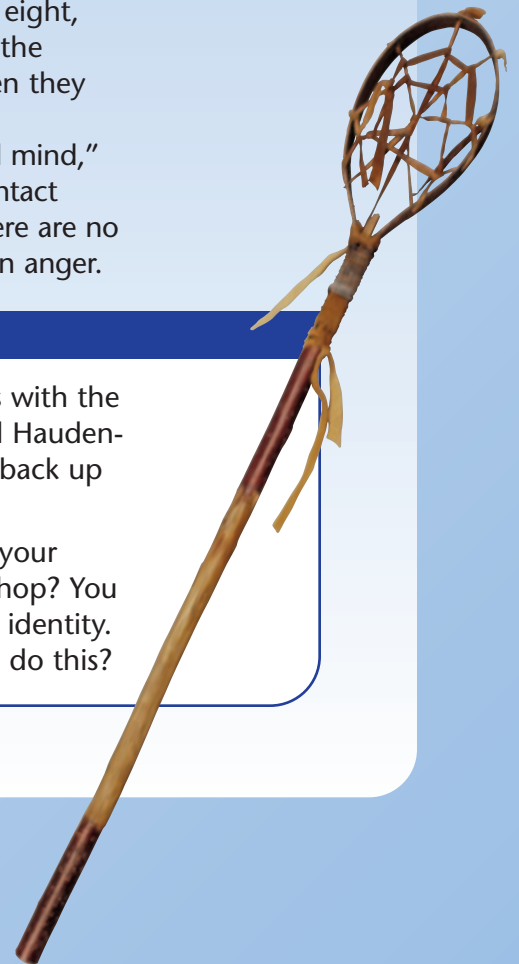 eight,
the
en they
l mind,”
ntact
ere are no
n anger.
s with the
l Hauden-
back up
your
hop? You
identity.
do this?